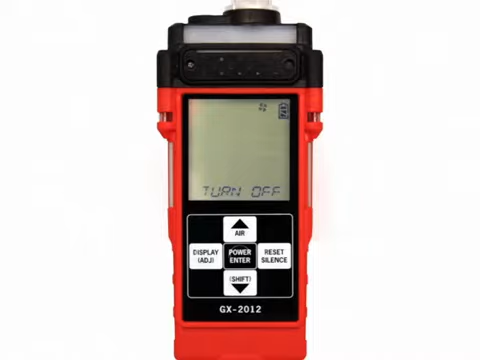 TURN OFF
AIR
DISPLAY
(ADJ)
POWER
ENTER
RESET
SILENCE
(SHIFT)
GX-2012